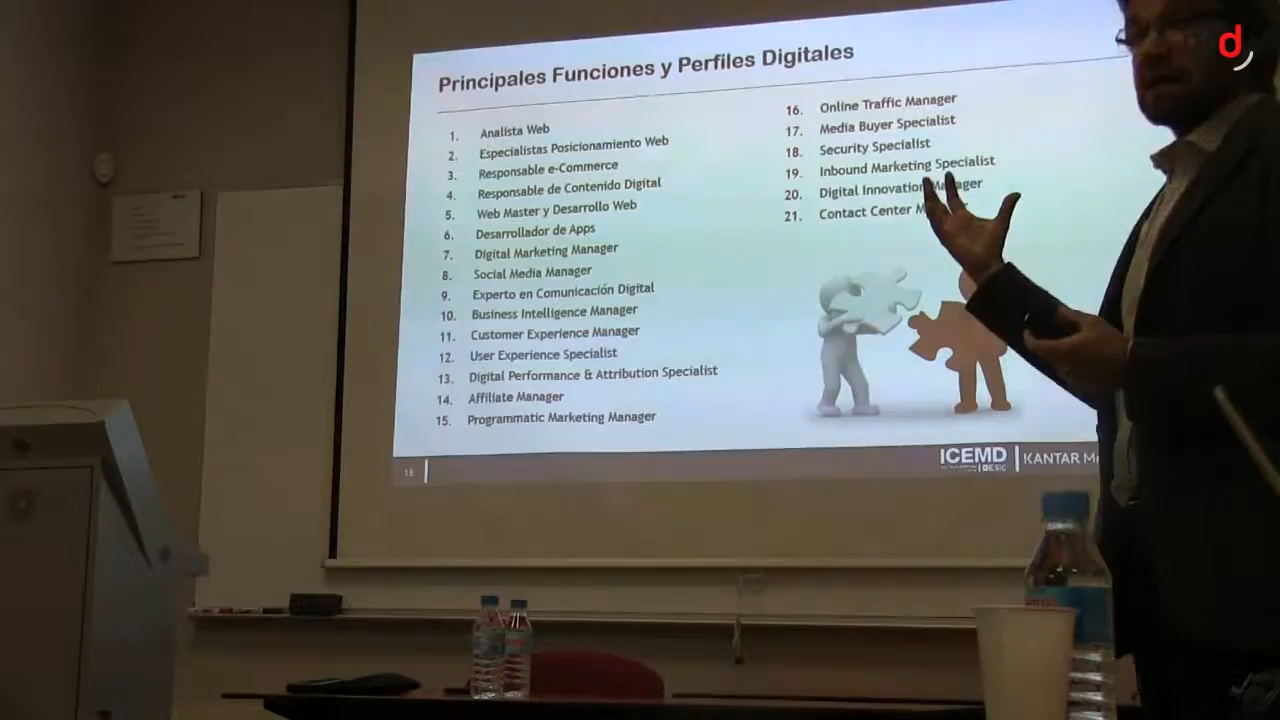 Principales Funciones y Perfiles Digitales
1. Analista Web
2. Especialistas Posicionamiento Web
3. Responsable e-Commerce
4. Responsable de Contenido Digital
5. Web Master y Desarrollo Web
6. Desarrollador de Apps
7. Digital Marketing Manager
8. Social Media Manager
9. Experto en Comunicación Digital
10. Business Intelligence Manager
11. Customer Experience Manager
12. User Experience Specialist
13. Digital Performance & Attribution Specialist
14. Affiliate Manager
15. Programmatic Marketing Manager
16. Online Traffic Manager
17. Media Buyer Specialist
18. Security Specialist
19. Inbound Marketing Specialist
20. Digital Innovation Manager
21. Contact Center
ICEMD
ESIC
KANTAR
d